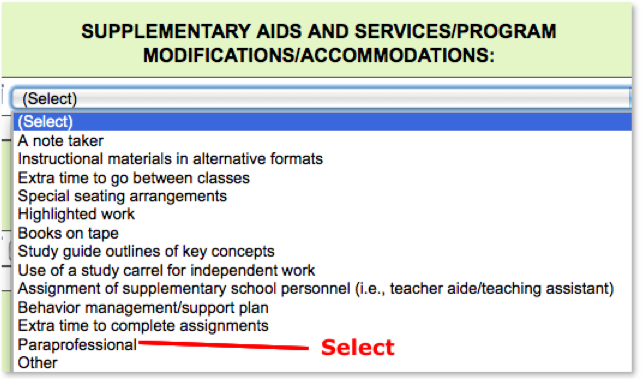 SUPPLEMENTARY AIDS AND SERVICES/PROGRAM
MODIFICATIONS/ACCOMMODATIONS:
(Select)
(Select)
A note taker
Instructional materials in alternative formats
Extra time to go between classes
Special seating arrangements
Highlighted work
Books on tape
Study guide outlines of key concepts
Use of a study carrel for independent work
Assignment of supplementary school personnel (i.e., teacher aide/teaching assistant)
Behavior management/support plan
Extra time to complete assignments
Paraprofessional Select
Other